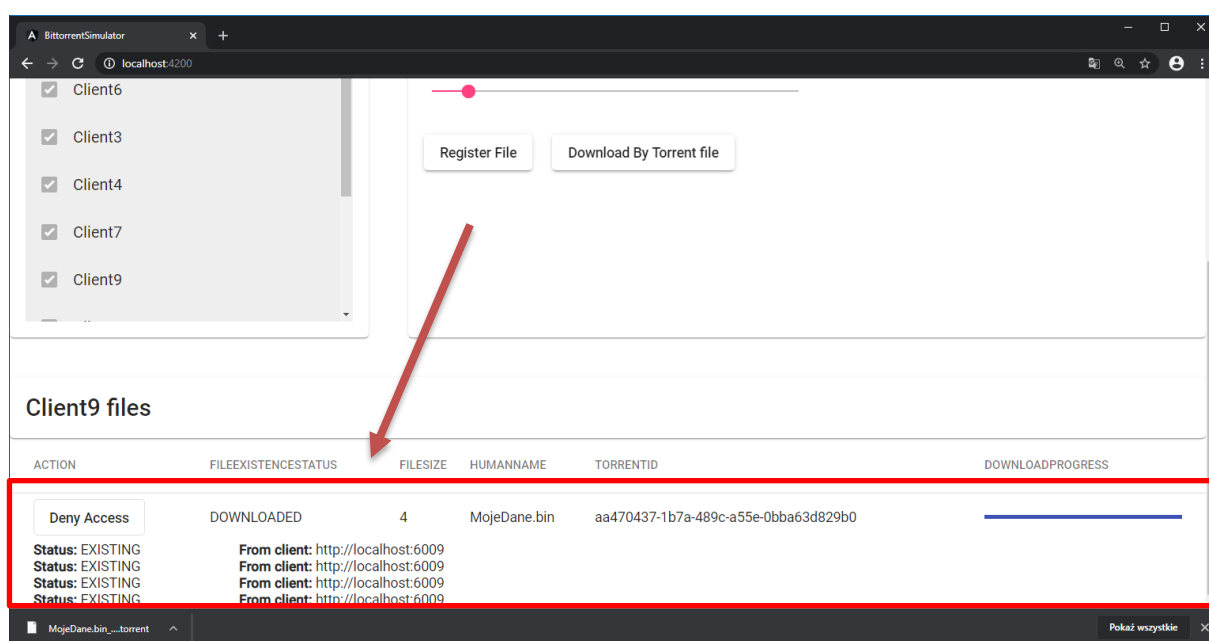 BittorrentSimulator
localhost:4200
Client6
Client3
Client4
Client7
Client9
Register File
Download By Torrent file
Client9 files
ACTION FILEEXISTENCESTATUS FILESIZE HUMANNAME TORRENTID DOWNLOADPROGRESS
Deny Access DOWNLOADED 4 MojeDane.bin aa470437-1b7a-489c-a55e-0bba63d829b0
Status: EXISTING From client: http://localhost:6009
Status: EXISTING From client: http://localhost:6009
Status: EXISTING From client: http://localhost:6009
Status: EXISTING From client: http://localhost:6009
MojeDane.bin_....torrent Pokaż wszystkie